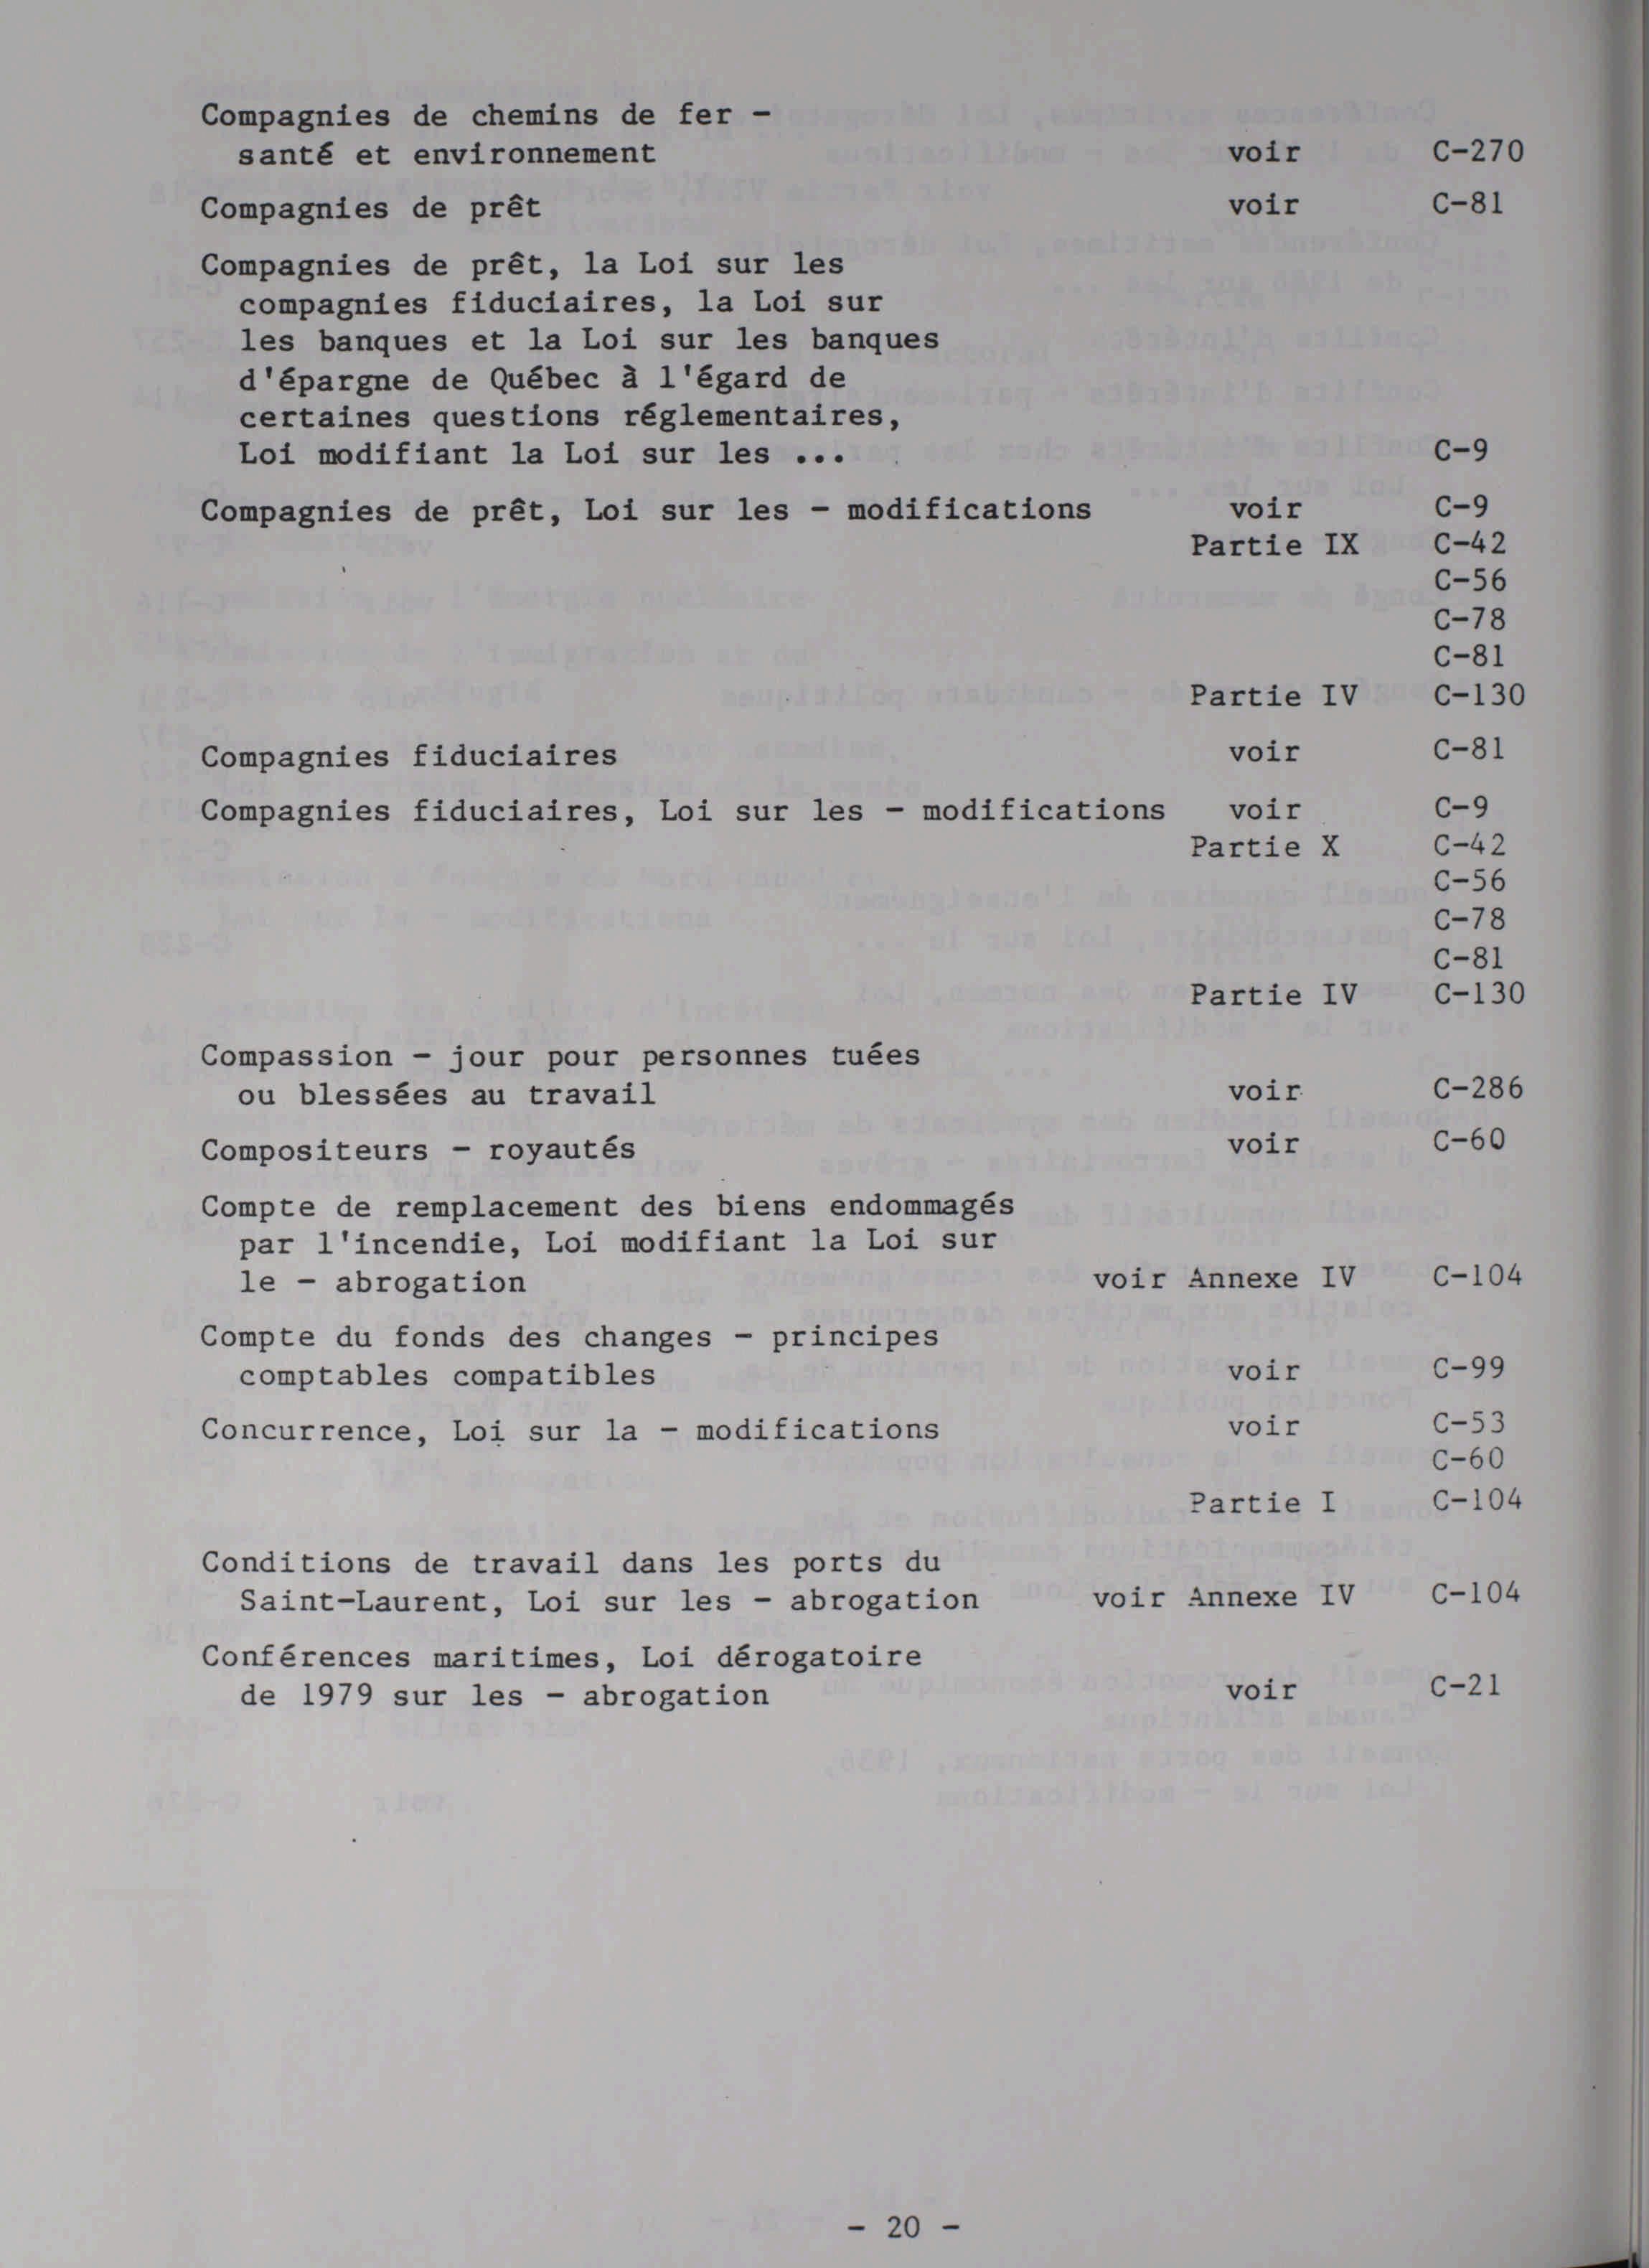 Compagnies de chemins de fer -
santé et environnement voir C-270
Compagnies de prêt voir C-81
Compagnies de prêt, la Loi sur les
compagnies fiduciaires, la Loi sur
les banques et la Loi sur les banques
d'épargne de Québec à l'égard de
certaines questions réglementaires,
Loi modifiant la Loi sur les ... C-9
Compagnies de prêt, Loi sur les - modifications voir C-9
Partie IX C-42
C-56
C-78
C-81
Partie IV C-130
Compagnies fiduciaires voir C-81
Compagnies fiduciaires, Loi sur les - modifications voir C-9
Partie X C-42
C-56
C-78
C-81
Partie IV C-130
Compassion - jour pour personnes tuées
ou blessées au travail voir C-286
Compositeurs - royautés voir C-60
Compte de remplacement des biens endommagés
par l'incendie, Loi modifiant la Loi sur
le - abrogation voir Annexe IV C-104
Compte du fonds des changes - principes
comptables compatibles voir C-99
Concurrence, Loi sur la - modifications voir C-53
C-60
Partie I C-104
Conditions de travail dans les ports du
Saint-Laurent, Loi sur les - abrogation voir Annexe IV C-104
Conférences maritimes, Loi dérogatoire
de 1979 sur les - abrogation voir C-21
- 20 -